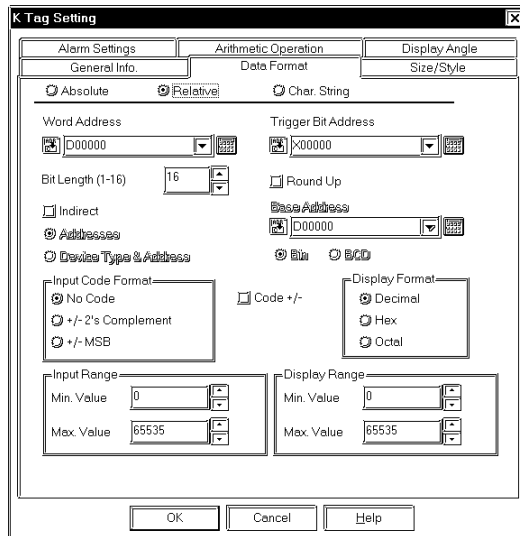 K Tag Setting
Alarm Settings Arithmetic Operation Display Angle
General Info. Data Format Size/Style
Absolute Relative Char. String
Word Address Trigger Bit Address
D00000 X00000
Bit Length (1-16) 16 Round Up
Indirect Base Address
Addresses D00000
Device Type & Address Bin BCD
Input Code Format Code +/- Display Format
No Code Decimal
+/- 2's Complement Hex
+/- MSB Octal
Input Range Display Range
Min. Value 0 Min. Value 0
Max. Value 65535 Max. Value 65535
OK Cancel Help